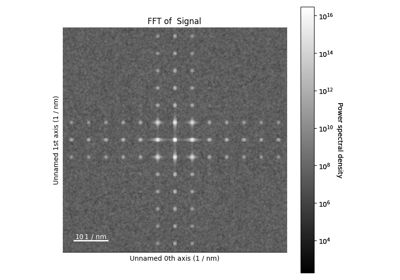 FFT of  Signal
Unnamed 1st axis (1 / nm)
10 1 / nm
Unnamed 0th axis (1 / nm)
10^16
10^14
10^12
10^10
10^8
10^6
10^4
Power spectral density